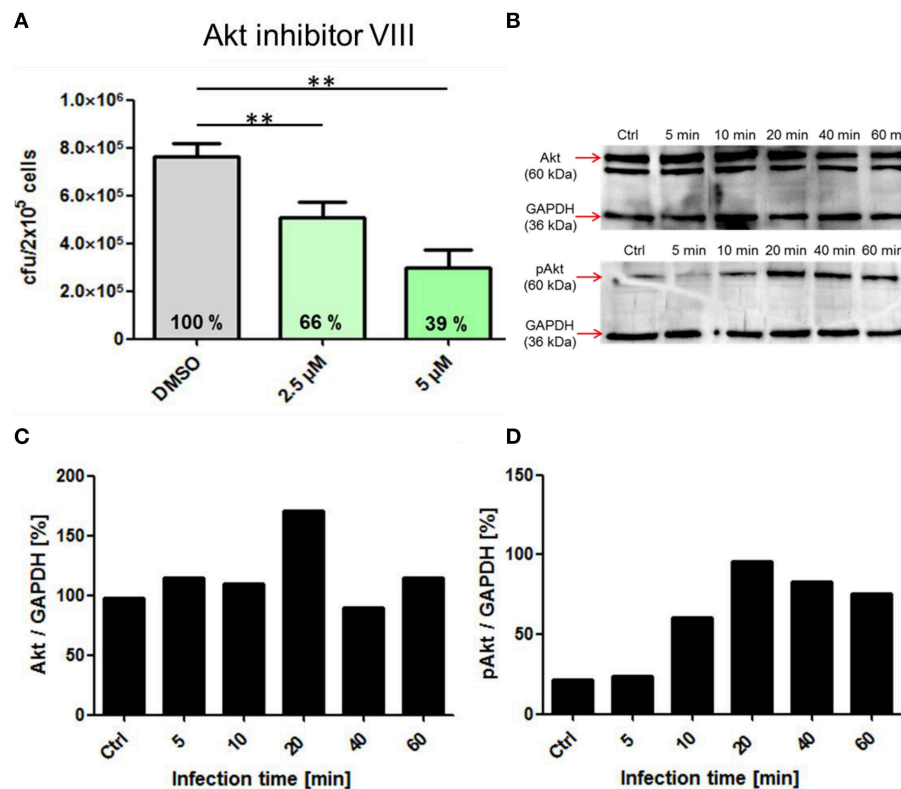 A
Akt inhibitor VIII
**
**
cfu/2x10⁵ cells
1.0×10⁶
8.0×10⁵
6.0×10⁵
4.0×10⁵
2.0×10⁵
0
100 %
66 %
39 %
DMSO
2.5 µM
5 µM
B
Ctrl 5 min 10 min 20 min 40 min 60 min
Akt
(60 kDa)
GAPDH
(36 kDa)
Ctrl 5 min 10 min 20 min 40 min 60 min
pAkt
(60 kDa)
GAPDH
(36 kDa)
C
Akt / GAPDH [%]
200
150
100
50
0
Ctrl
5
10
20
40
60
Infection time [min]
D
pAkt / GAPDH [%]
150
100
50
0
Ctrl
5
10
20
40
60
Infection time [min]